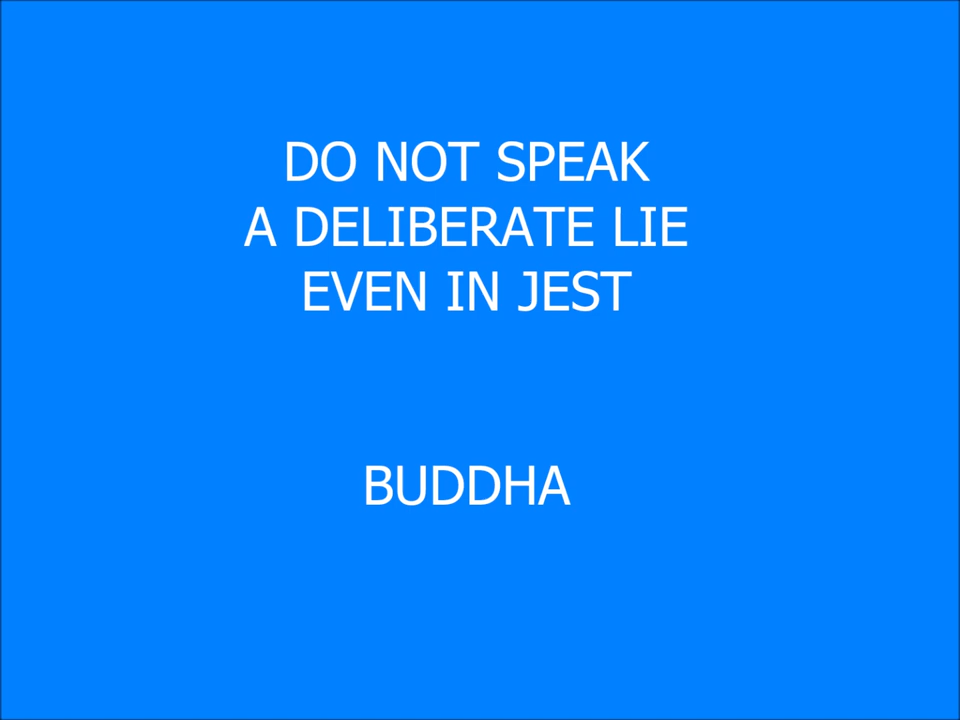 DO NOT SPEAK
A DELIBERATE LIE
EVEN IN JEST
BUDDHA